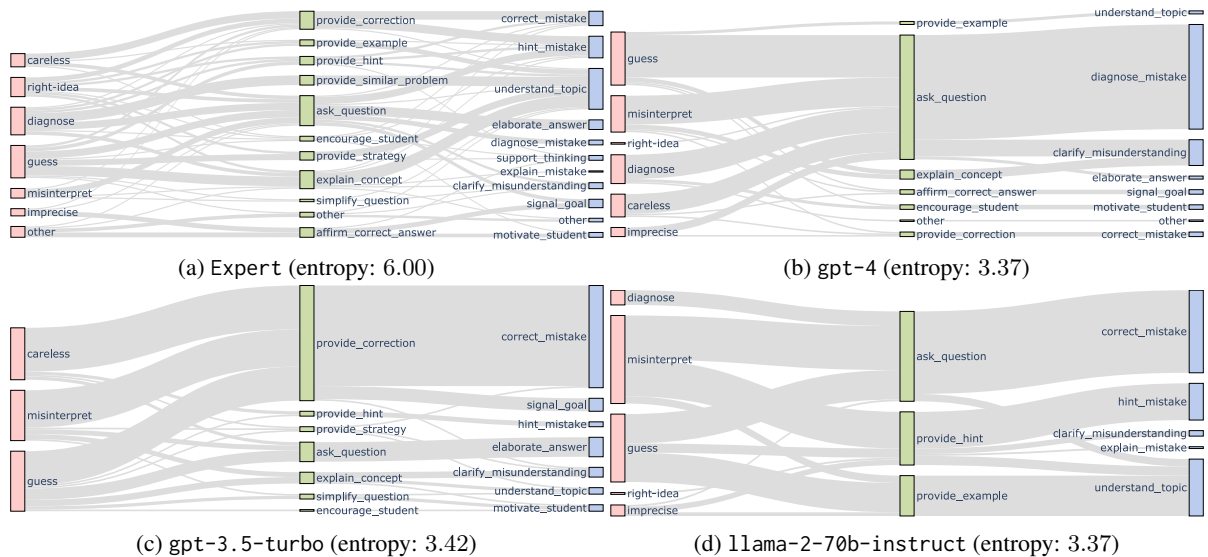 careless
right-idea
diagnose
guess
misinterpret
imprecise
other
provide_correction
provide_example
provide_hint
provide_similar_problem
ask_question
encourage_student
provide_strategy
explain_concept
simplify_question
other
affirm_correct_answer
correct_mistake
hint_mistake
understand_topic
elaborate_answer
diagnose_mistake
support_thinking
explain_mistake
clarify_misunderstanding
signal_goal
other
motivate_student
(a) Expert (entropy: 6.00)
guess
misinterpret
right-idea
diagnose
careless
imprecise
provide_example
ask_question
explain_concept
affirm_correct_answer
encourage_student
other
provide_correction
understand_topic
diagnose_mistake
clarify_misunderstanding
elaborate_answer
signal_goal
motivate_student
other
correct_mistake
(b) gpt-4 (entropy: 3.37)
careless
misinterpret
guess
provide_correction
provide_hint
provide_strategy
ask_question
explain_concept
simplify_question
encourage_student
correct_mistake
signal_goal
hint_mistake
elaborate_answer
clarify_misunderstanding
understand_topic
motivate_student
(c) gpt-3.5-turbo (entropy: 3.42)
diagnose
misinterpret
guess
right-idea
imprecise
ask_question
provide_hint
provide_example
correct_mistake
hint_mistake
clarify_misunderstanding
explain_mistake
understand_topic
(d) llama-2-70b-instruct (entropy: 3.37)